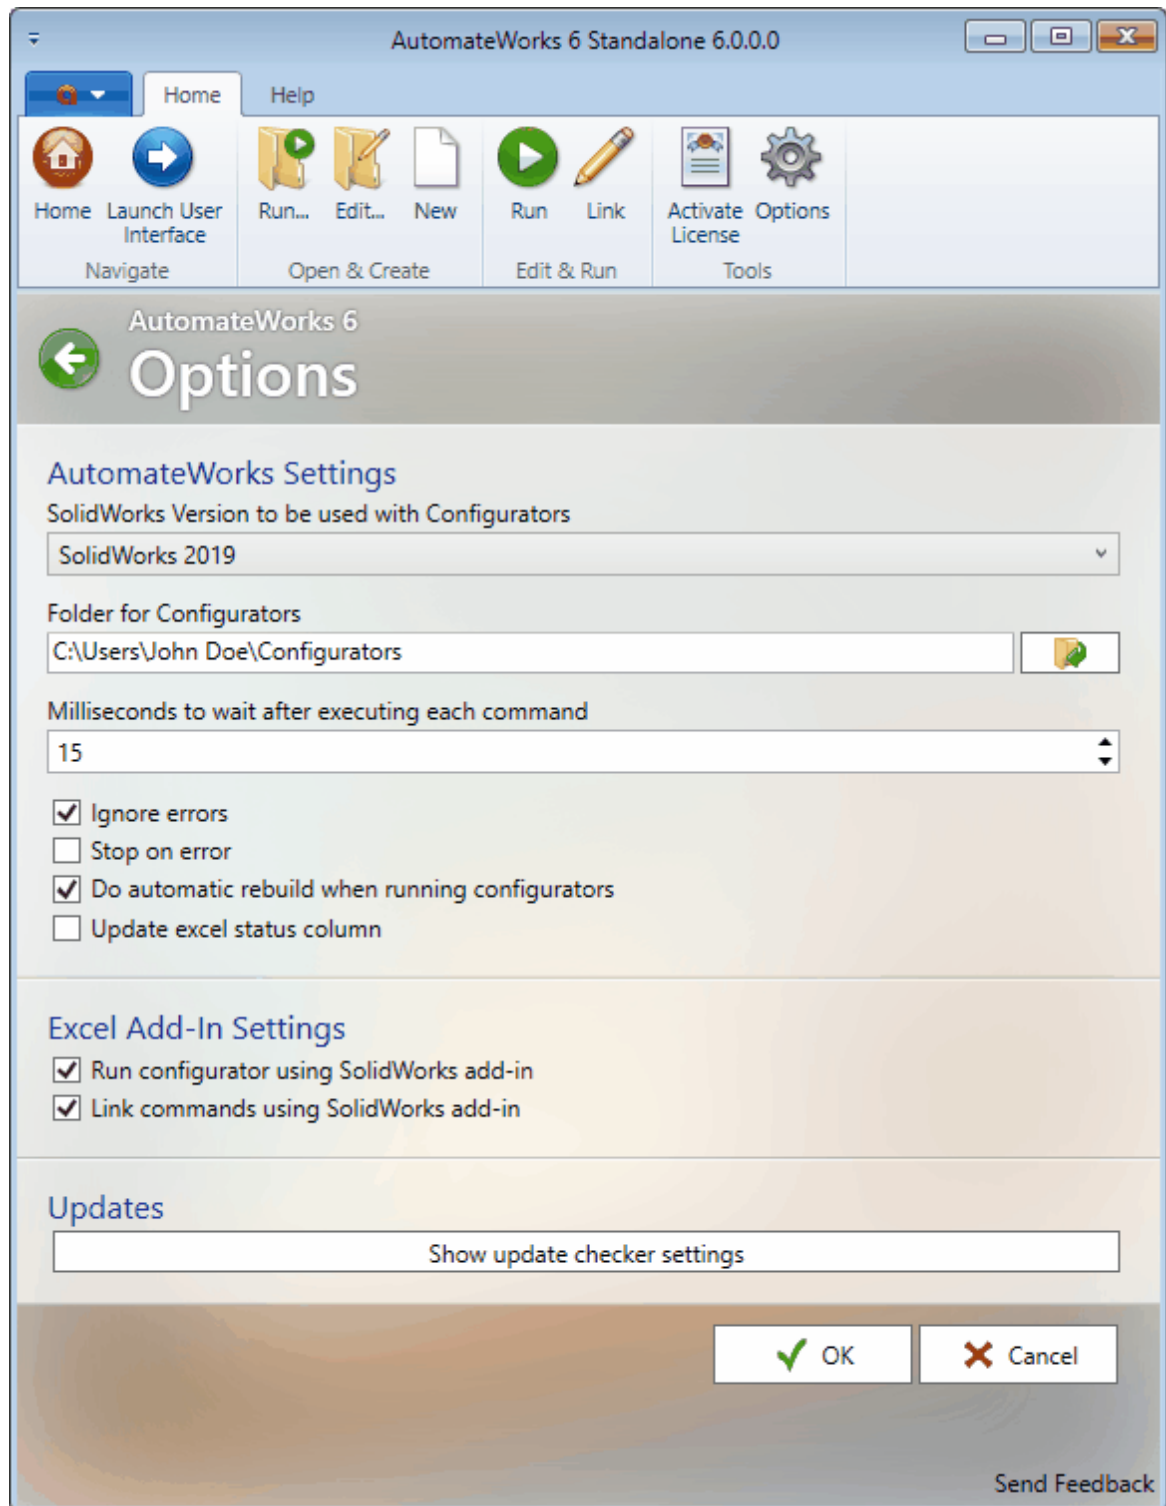 AutomateWorks 6 Standalone 6.0.0.0
Home Help
Home Launch User Interface Run... Edit... New Run Link Activate License Options
Navigate Open & Create Edit & Run Tools
AutomateWorks 6
Options
AutomateWorks Settings
SolidWorks Version to be used with Configurators
SolidWorks 2019
Folder for Configurators
C:\Users\John Doe\Configurators
Milliseconds to wait after executing each command
15
Ignore errors
Stop on error
Do automatic rebuild when running configurators
Update excel status column
Excel Add-In Settings
Run configurator using SolidWorks add-in
Link commands using SolidWorks add-in
Updates
Show update checker settings
OK Cancel
Send Feedback